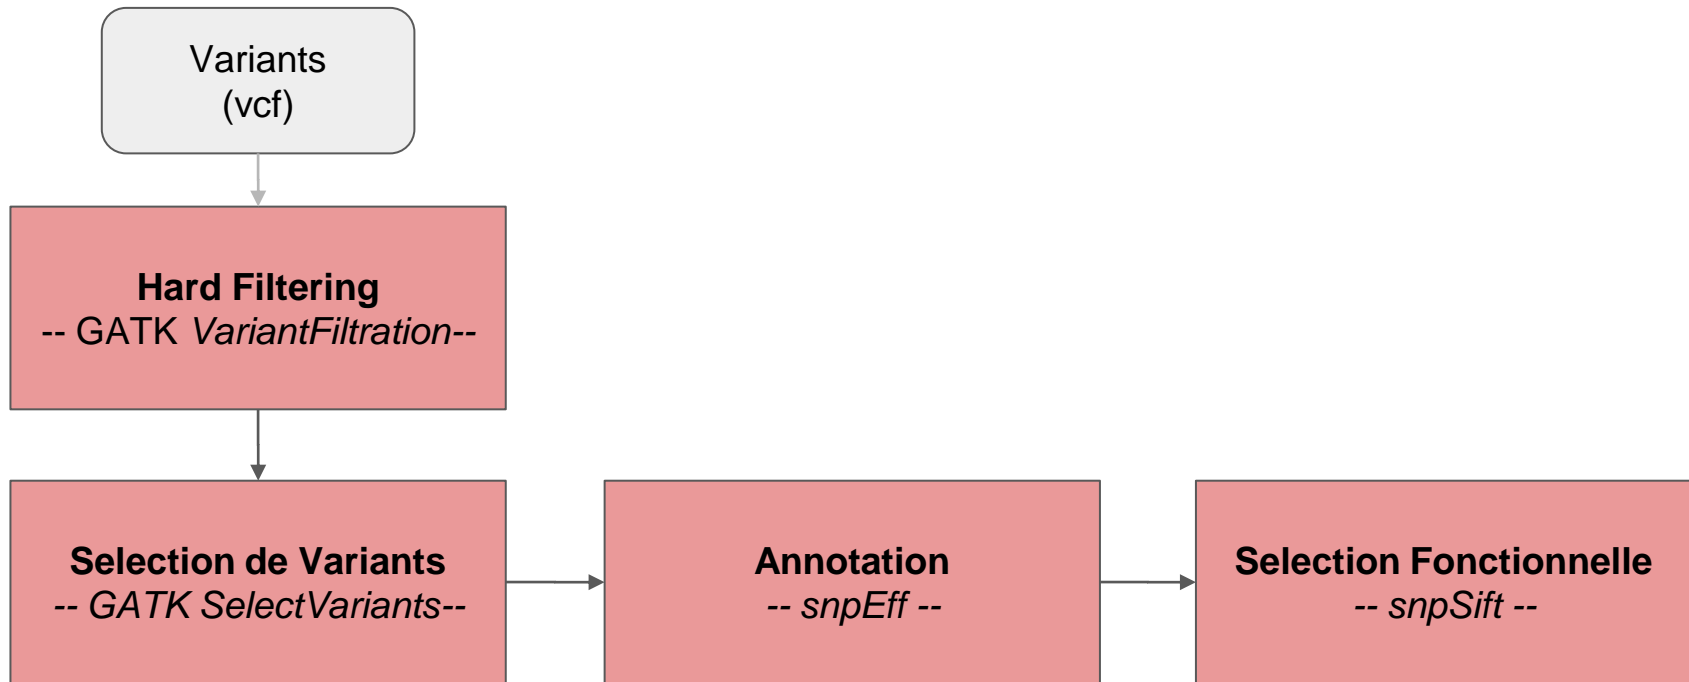 Variants
(vcf)
Hard Filtering
-- GATK VariantFiltration--
Selection de Variants
-- GATK SelectVariants--
Annotation
-- snpEff --
Selection Fonctionnelle
-- snpSift --